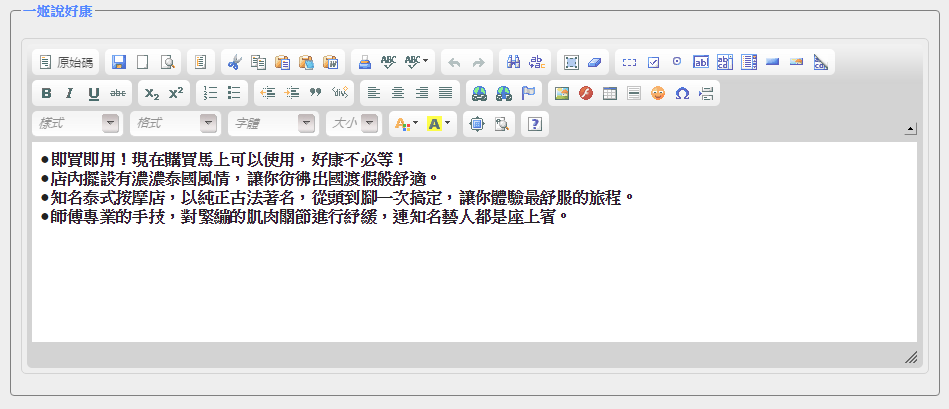 一姬說好康
原始碼
樣式 格式 字體 大小
●即買即用！現在購買馬上可以使用，好康不必等！
●店內擺設有濃濃泰國風情，讓你彷彿出國渡假般舒適。
●知名泰式按摩店，以純正古法著名，從頭到腳一次搞定，讓你體驗最舒服的旅程。
●師傅專業的手技，對緊繃的肌肉關節進行紓緩，連知名藝人都是座上賓。